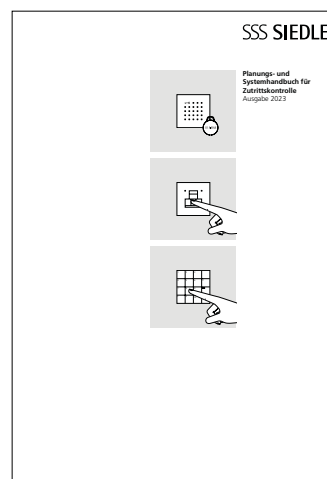 SSS SIEDLE
Planungs- und
Systemhandbuch für
Zutrittskontrolle
Ausgabe 2023